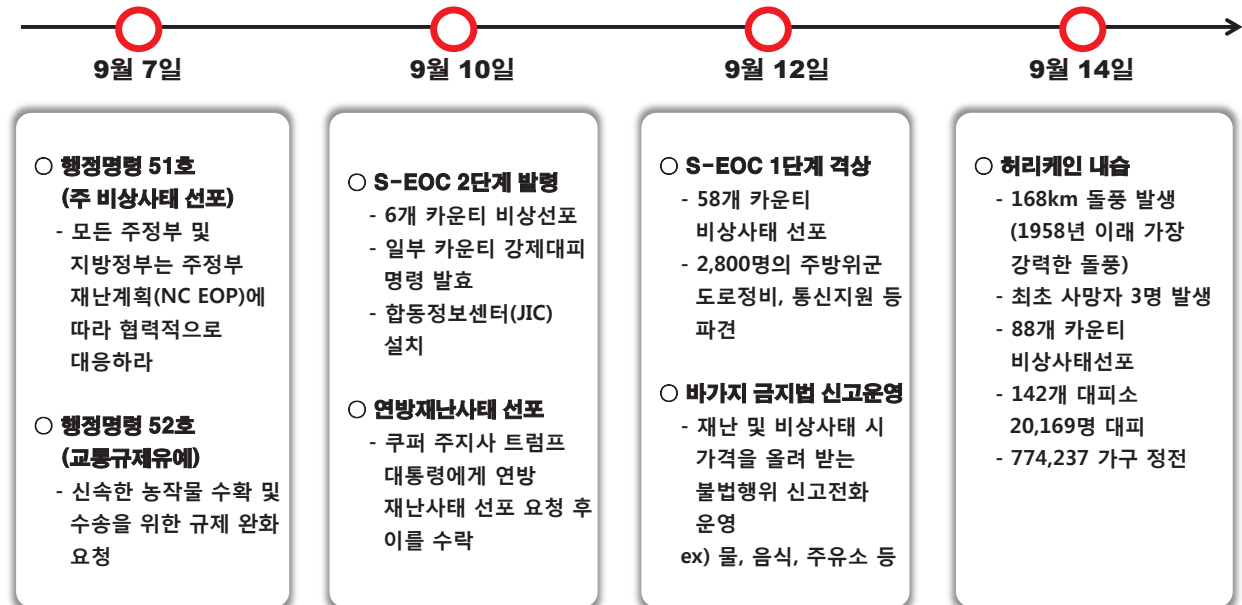 9월 7일
9월 10일
9월 12일
9월 14일
○ 행정명령 51호
(주 비상사태 선포)
- 모든 주정부 및
지방정부는 주정부
재난계획(NC EOP)에
따라 협력적으로
대응하라
○ 행정명령 52호
(교통규제유예)
- 신속한 농작물 수확 및
수송을 위한 규제 완화
요청
○ S-EOC 2단계 발령
- 6개 카운티 비상선포
- 일부 카운티 강제대피
명령 발효
- 합동정보센터(JIC)
설치
○ 연방재난사태 선포
- 쿠퍼 주지사 트럼프
대통령에게 연방
재난사태 선포 요청 후
이를 수락
○ S-EOC 1단계 격상
- 58개 카운티
비상사태 선포
- 2,800명의 주방위군
도로정비, 통신지원 등
파견
○ 바가지 금지법 신고운영
- 재난 및 비상사태 시
가격을 올려 받는
불법행위 신고전화
운영
ex) 물, 음식, 주유소 등
○ 허리케인 내습
- 168km 돌풍 발생
(1958년 이래 가장
강력한 돌풍)
- 최초 사망자 3명 발생
- 88개 카운티
비상사태선포
- 142개 대피소
20,169명 대피
- 774,237 가구 정전